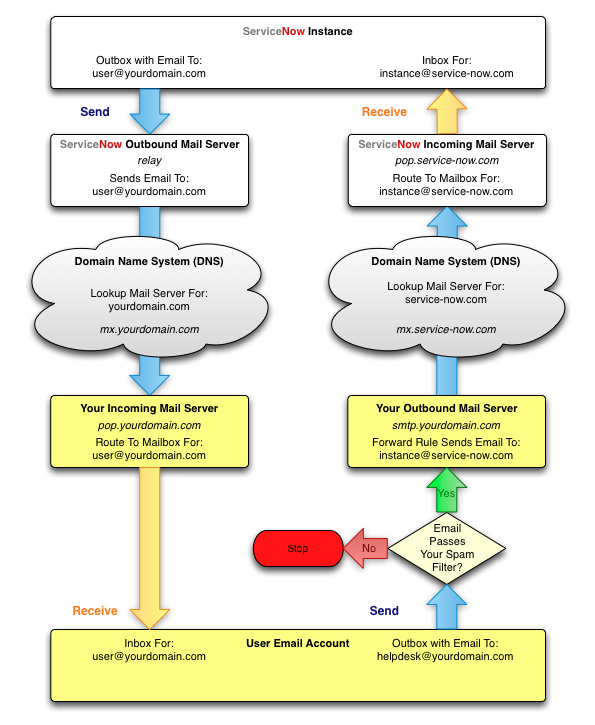 ServiceNow Instance
Outbox with Email To:
user@yourdomain.com
Inbox For:
instance@service-now.com
Send
Receive
ServiceNow Outbound Mail Server
relay
Sends Email To:
user@yourdomain.com
ServiceNow Incoming Mail Server
pop.service-now.com
Route To Mailbox For:
instance@service-now.com
Domain Name System (DNS)
Lookup Mail Server For:
yourdomain.com
mx.yourdomain.com
Domain Name System (DNS)
Lookup Mail Server For:
service-now.com
mx.service-now.com
Your Incoming Mail Server
pop.yourdomain.com
Route To Mailbox For:
user@yourdomain.com
Your Outbound Mail Server
smtp.yourdomain.com
Forward Rule Sends Email To:
instance@service-now.com
Yes
Email
Passes
Your Spam
Filter?
No
Stop
Receive
Send
Inbox For:
user@yourdomain.com
User Email Account
Outbox with Email To:
helpdesk@yourdomain.com